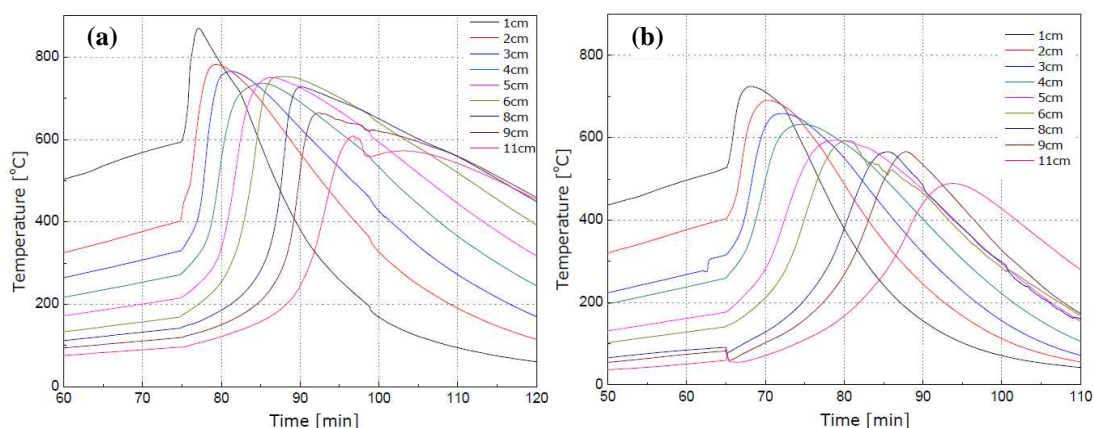 (a)
1cm
2cm
3cm
4cm
5cm
6cm
8cm
9cm
11cm
800
600
400
200
0
Temperature [°C]
60 70 80 90 100 110 120
Time [min]
(b)
1cm
2cm
3cm
4cm
5cm
6cm
8cm
9cm
11cm
800
600
400
200
0
Temperature [°C]
50 60 70 80 90 100 110
Time [min]